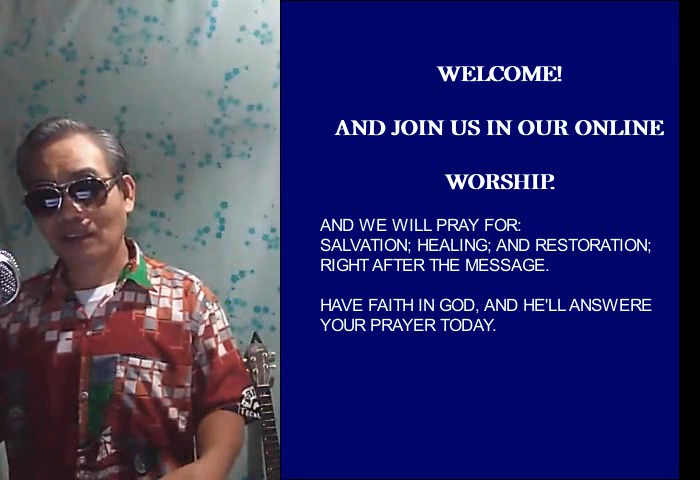 WELCOME!
AND JOIN US IN OUR ONLINE
WORSHIP.
AND WE WILL PRAY FOR:
SALVATION; HEALING; AND RESTORATION;
RIGHT AFTER THE MESSAGE.
HAVE FAITH IN GOD, AND HE'LL ANSWERE
YOUR PRAYER TODAY.